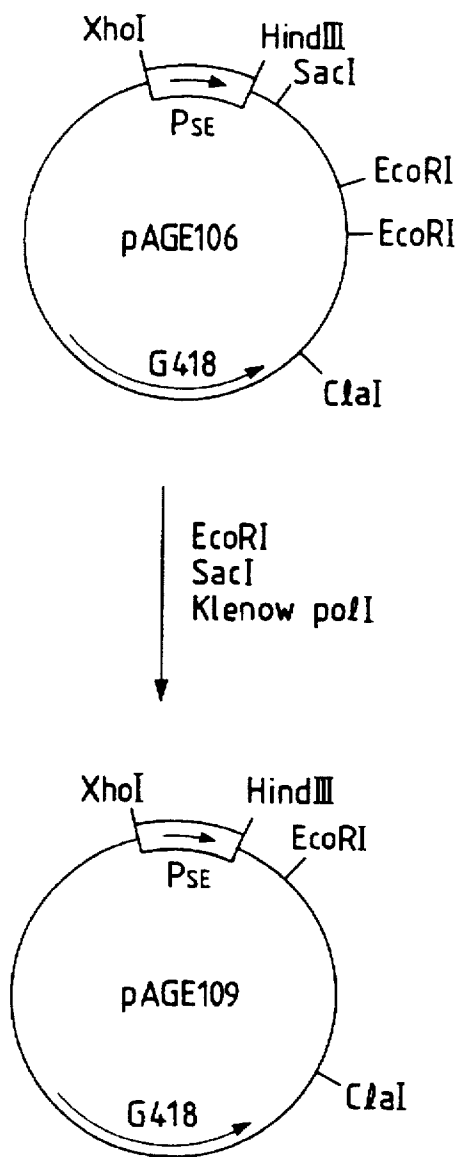 XhoI
HindⅢ
SacI
PSE
EcoRI
pAGE106
EcoRI
G418
ClaI
EcoRI
SacI
Klenow polI
XhoI
HindⅢ
EcoRI
PSE
pAGE109
ClaI
G418